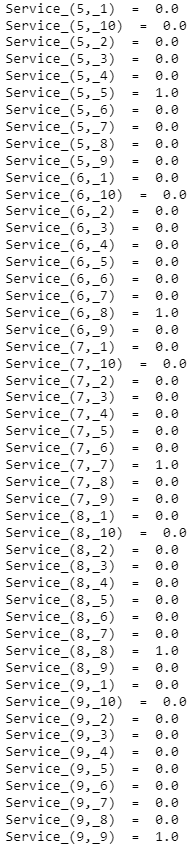 Service_(5,_1)  =  0.0
Service_(5,_10)  =  0.0
Service_(5,_2)  =  0.0
Service_(5,_3)  =  0.0
Service_(5,_4)  =  0.0
Service_(5,_5)  =  1.0
Service_(5,_6)  =  0.0
Service_(5,_7)  =  0.0
Service_(5,_8)  =  0.0
Service_(5,_9)  =  0.0
Service_(6,_1)  =  0.0
Service_(6,_10)  =  0.0
Service_(6,_2)  =  0.0
Service_(6,_3)  =  0.0
Service_(6,_4)  =  0.0
Service_(6,_5)  =  0.0
Service_(6,_6)  =  0.0
Service_(6,_7)  =  0.0
Service_(6,_8)  =  1.0
Service_(6,_9)  =  0.0
Service_(7,_1)  =  0.0
Service_(7,_10)  =  0.0
Service_(7,_2)  =  0.0
Service_(7,_3)  =  0.0
Service_(7,_4)  =  0.0
Service_(7,_5)  =  0.0
Service_(7,_6)  =  0.0
Service_(7,_7)  =  1.0
Service_(7,_8)  =  0.0
Service_(7,_9)  =  0.0
Service_(8,_1)  =  0.0
Service_(8,_10)  =  0.0
Service_(8,_2)  =  0.0
Service_(8,_3)  =  0.0
Service_(8,_4)  =  0.0
Service_(8,_5)  =  0.0
Service_(8,_6)  =  0.0
Service_(8,_7)  =  0.0
Service_(8,_8)  =  1.0
Service_(8,_9)  =  0.0
Service_(9,_1)  =  0.0
Service_(9,_10)  =  0.0
Service_(9,_2)  =  0.0
Service_(9,_3)  =  0.0
Service_(9,_4)  =  0.0
Service_(9,_5)  =  0.0
Service_(9,_6)  =  0.0
Service_(9,_7)  =  0.0
Service_(9,_8)  =  0.0
Service_(9,_9)  =  1.0